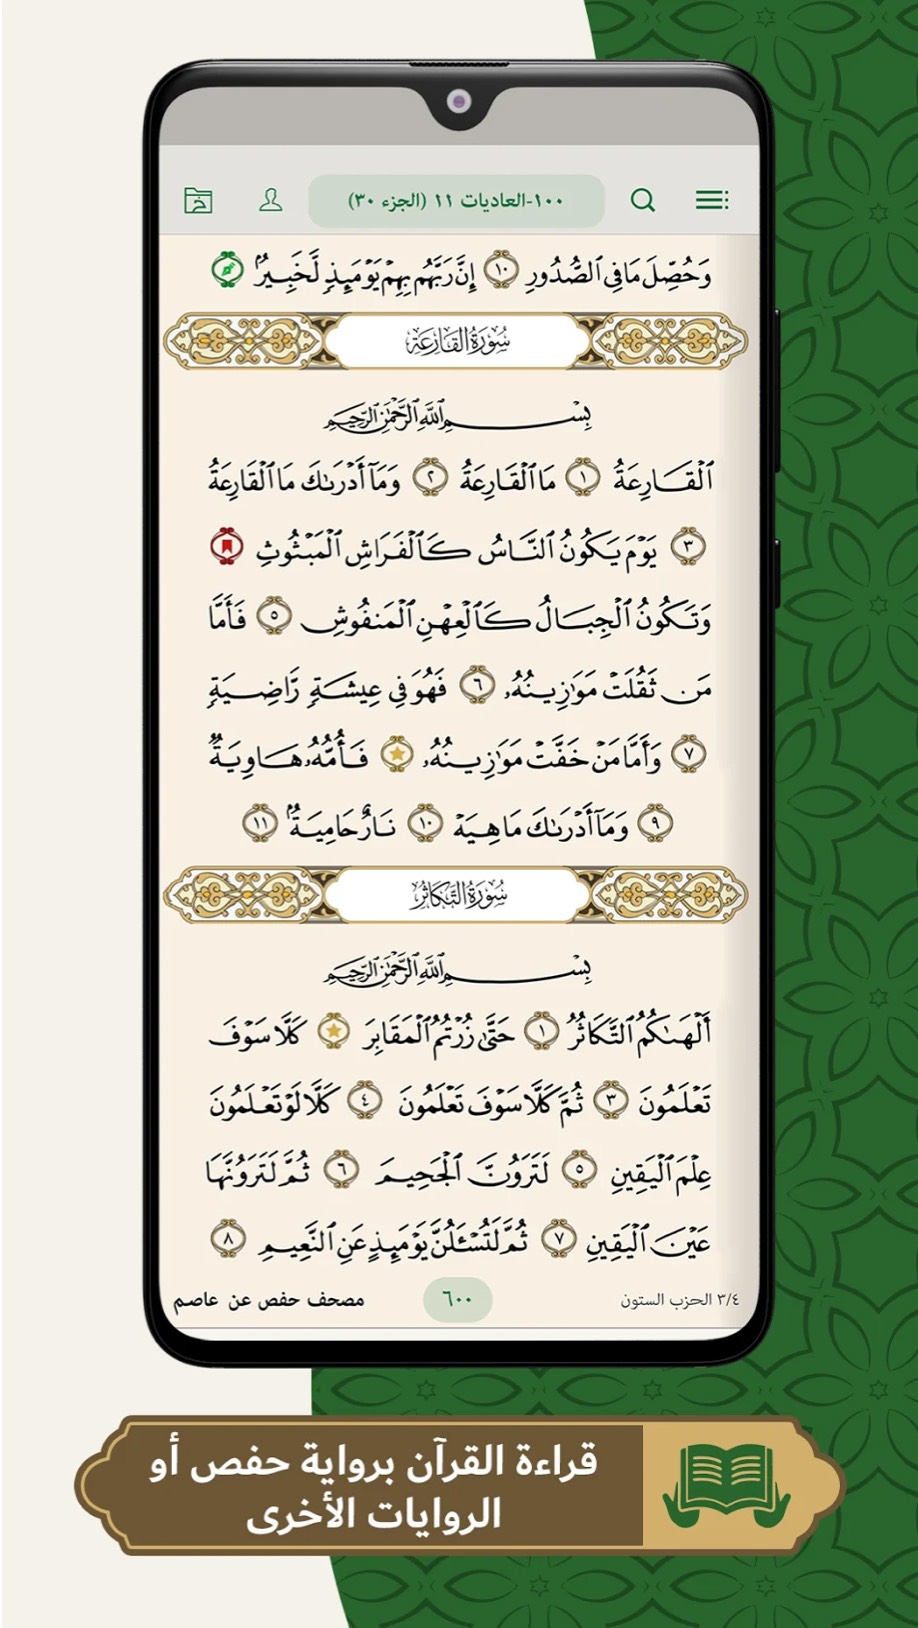 ١٠٠-العاديات ١١ (الجزء ٣٠)
وَحُصِّلَ مَا فِي ٱلصُّدُورِ ١٠ إِنَّ رَبَّهُم بِهِمۡ يَوۡمَئِذٖ لَّخَبِيرُۢ
سُورَةُ القَارِعَةِ
بِسۡمِ ٱللَّهِ ٱلرَّحۡمَٰنِ ٱلرَّحِيمِ
ٱلۡقَارِعَةُ ١ مَا ٱلۡقَارِعَةُ ٢ وَمَآ أَدۡرَىٰكَ مَا ٱلۡقَارِعَةُ
٣ يَوۡمَ يَكُونُ ٱلنَّاسُ كَٱلۡفَرَاشِ ٱلۡمَبۡثُوثِ
وَتَكُونُ ٱلۡجِبَالُ كَٱلۡعِهۡنِ ٱلۡمَنفُوشِ ٥ فَأَمَّا
مَن ثَقُلَتۡ مَوَٰزِينُهُۥ ٦ فَهُوَ فِي عِيشَةٖ رَّاضِيَةٖ
٧ وَأَمَّا مَنۡ خَفَّتۡ مَوَٰزِينُهُۥ فَأُمُّهُۥ هَاوِيَةٞ
٩ وَمَآ أَدۡرَىٰكَ مَا هِيَهۡ ١٠ نَارٌ حَامِيَةُۢ ١١
سُورَةُ التَّكَاثُرِ
بِسۡمِ ٱللَّهِ ٱلرَّحۡمَٰنِ ٱلرَّحِيمِ
أَلۡهَىٰكُمُ ٱلتَّكَاثُرُ ١ حَتَّىٰ زُرۡتُمُ ٱلۡمَقَابِرَ كَلَّا سَوۡفَ
تَعۡلَمُونَ ٣ ثُمَّ كَلَّا سَوۡفَ تَعۡلَمُونَ ٤ كَلَّا لَوۡ تَعۡلَمُونَ
عِلۡمَ ٱلۡيَقِينِ ٥ لَتَرَوُنَّ ٱلۡجَحِيمَ ٦ ثُمَّ لَتَرَوُنَّهَا
عَيۡنَ ٱلۡيَقِينِ ٧ ثُمَّ لَتُسۡـَٔلُنَّ يَوۡمَئِذٍ عَنِ ٱلنَّعِيمِ ٨
٣/٤ الحزب الستون ٦٠٠ مصحف حفص عن عاصم
قراءة القرآن برواية حفص أو
الروايات الأخرى